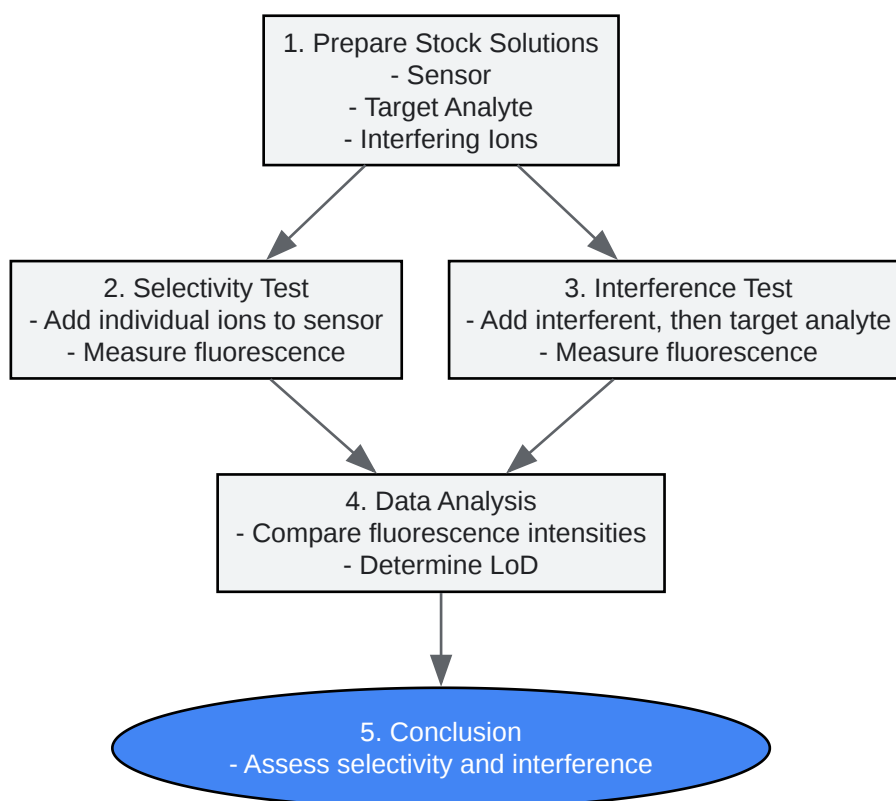 1. Prepare Stock Solutions
- Sensor
- Target Analyte
- Interfering Ions
2. Selectivity Test
- Add individual ions to sensor
- Measure fluorescence
3. Interference Test
- Add interferent, then target analyte
- Measure fluorescence
4. Data Analysis
- Compare fluorescence intensities
- Determine LoD
5. Conclusion
- Assess selectivity and interference